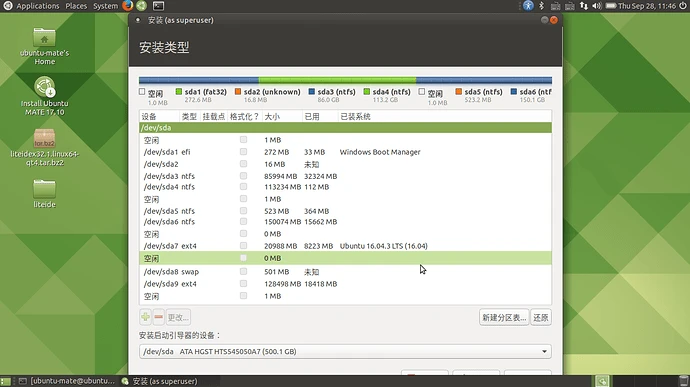 Applications Places System
Thu Sep 28, 11:46
安装 (as superuser)
ubuntu-mate's
Home
Install Ubuntu
MATE 17.10
tar.bz2
liteidex32.1.linux64-
qt4.tar.bz2
liteide
安装类型
空闲 sda1 (fat32) sda2 (unknown) sda3 (ntfs) sda4 (ntfs) 空闲 sda5 (ntfs) sda6 (ntf
1.0 MB 272.6 MB 16.8 MB 86.0 GB 113.2 GB 1.0 MB 523.2 MB 150.1 GB
设备 类型 挂载点 格式化？ 大小 已用 已装系统
/dev/sda
空闲 1 MB
/dev/sda1 efi 272 MB 33 MB Windows Boot Manager
/dev/sda2 16 MB 未知
/dev/sda3 ntfs 85994 MB 32324 MB
/dev/sda4 ntfs 113234 MB 112 MB
空闲 1 MB
/dev/sda5 ntfs 523 MB 364 MB
/dev/sda6 ntfs 150074 MB 15662 MB
空闲 0 MB
/dev/sda7 ext4 20988 MB 8223 MB Ubuntu 16.04.3 LTS (16.04)
空闲 0 MB
/dev/sda8 swap 501 MB 未知
/dev/sda9 ext4 128498 MB 18418 MB
空闲 1 MB
更改... 新建分区表... 还原
安装启动引导器的设备：
/dev/sda ATA HGST HTS545050A7 (500.1 GB)
[ubuntu-mate@ubuntu... 安装 (as superuser)